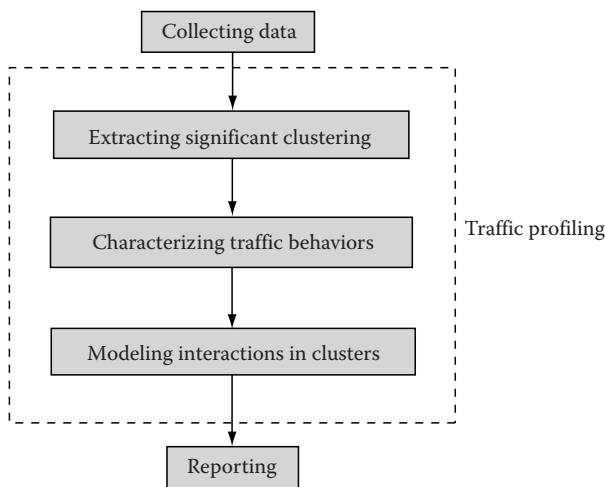 Collecting data
Extracting significant clustering
Characterizing traffic behaviors
Traffic profiling
Modeling interactions in clusters
Reporting